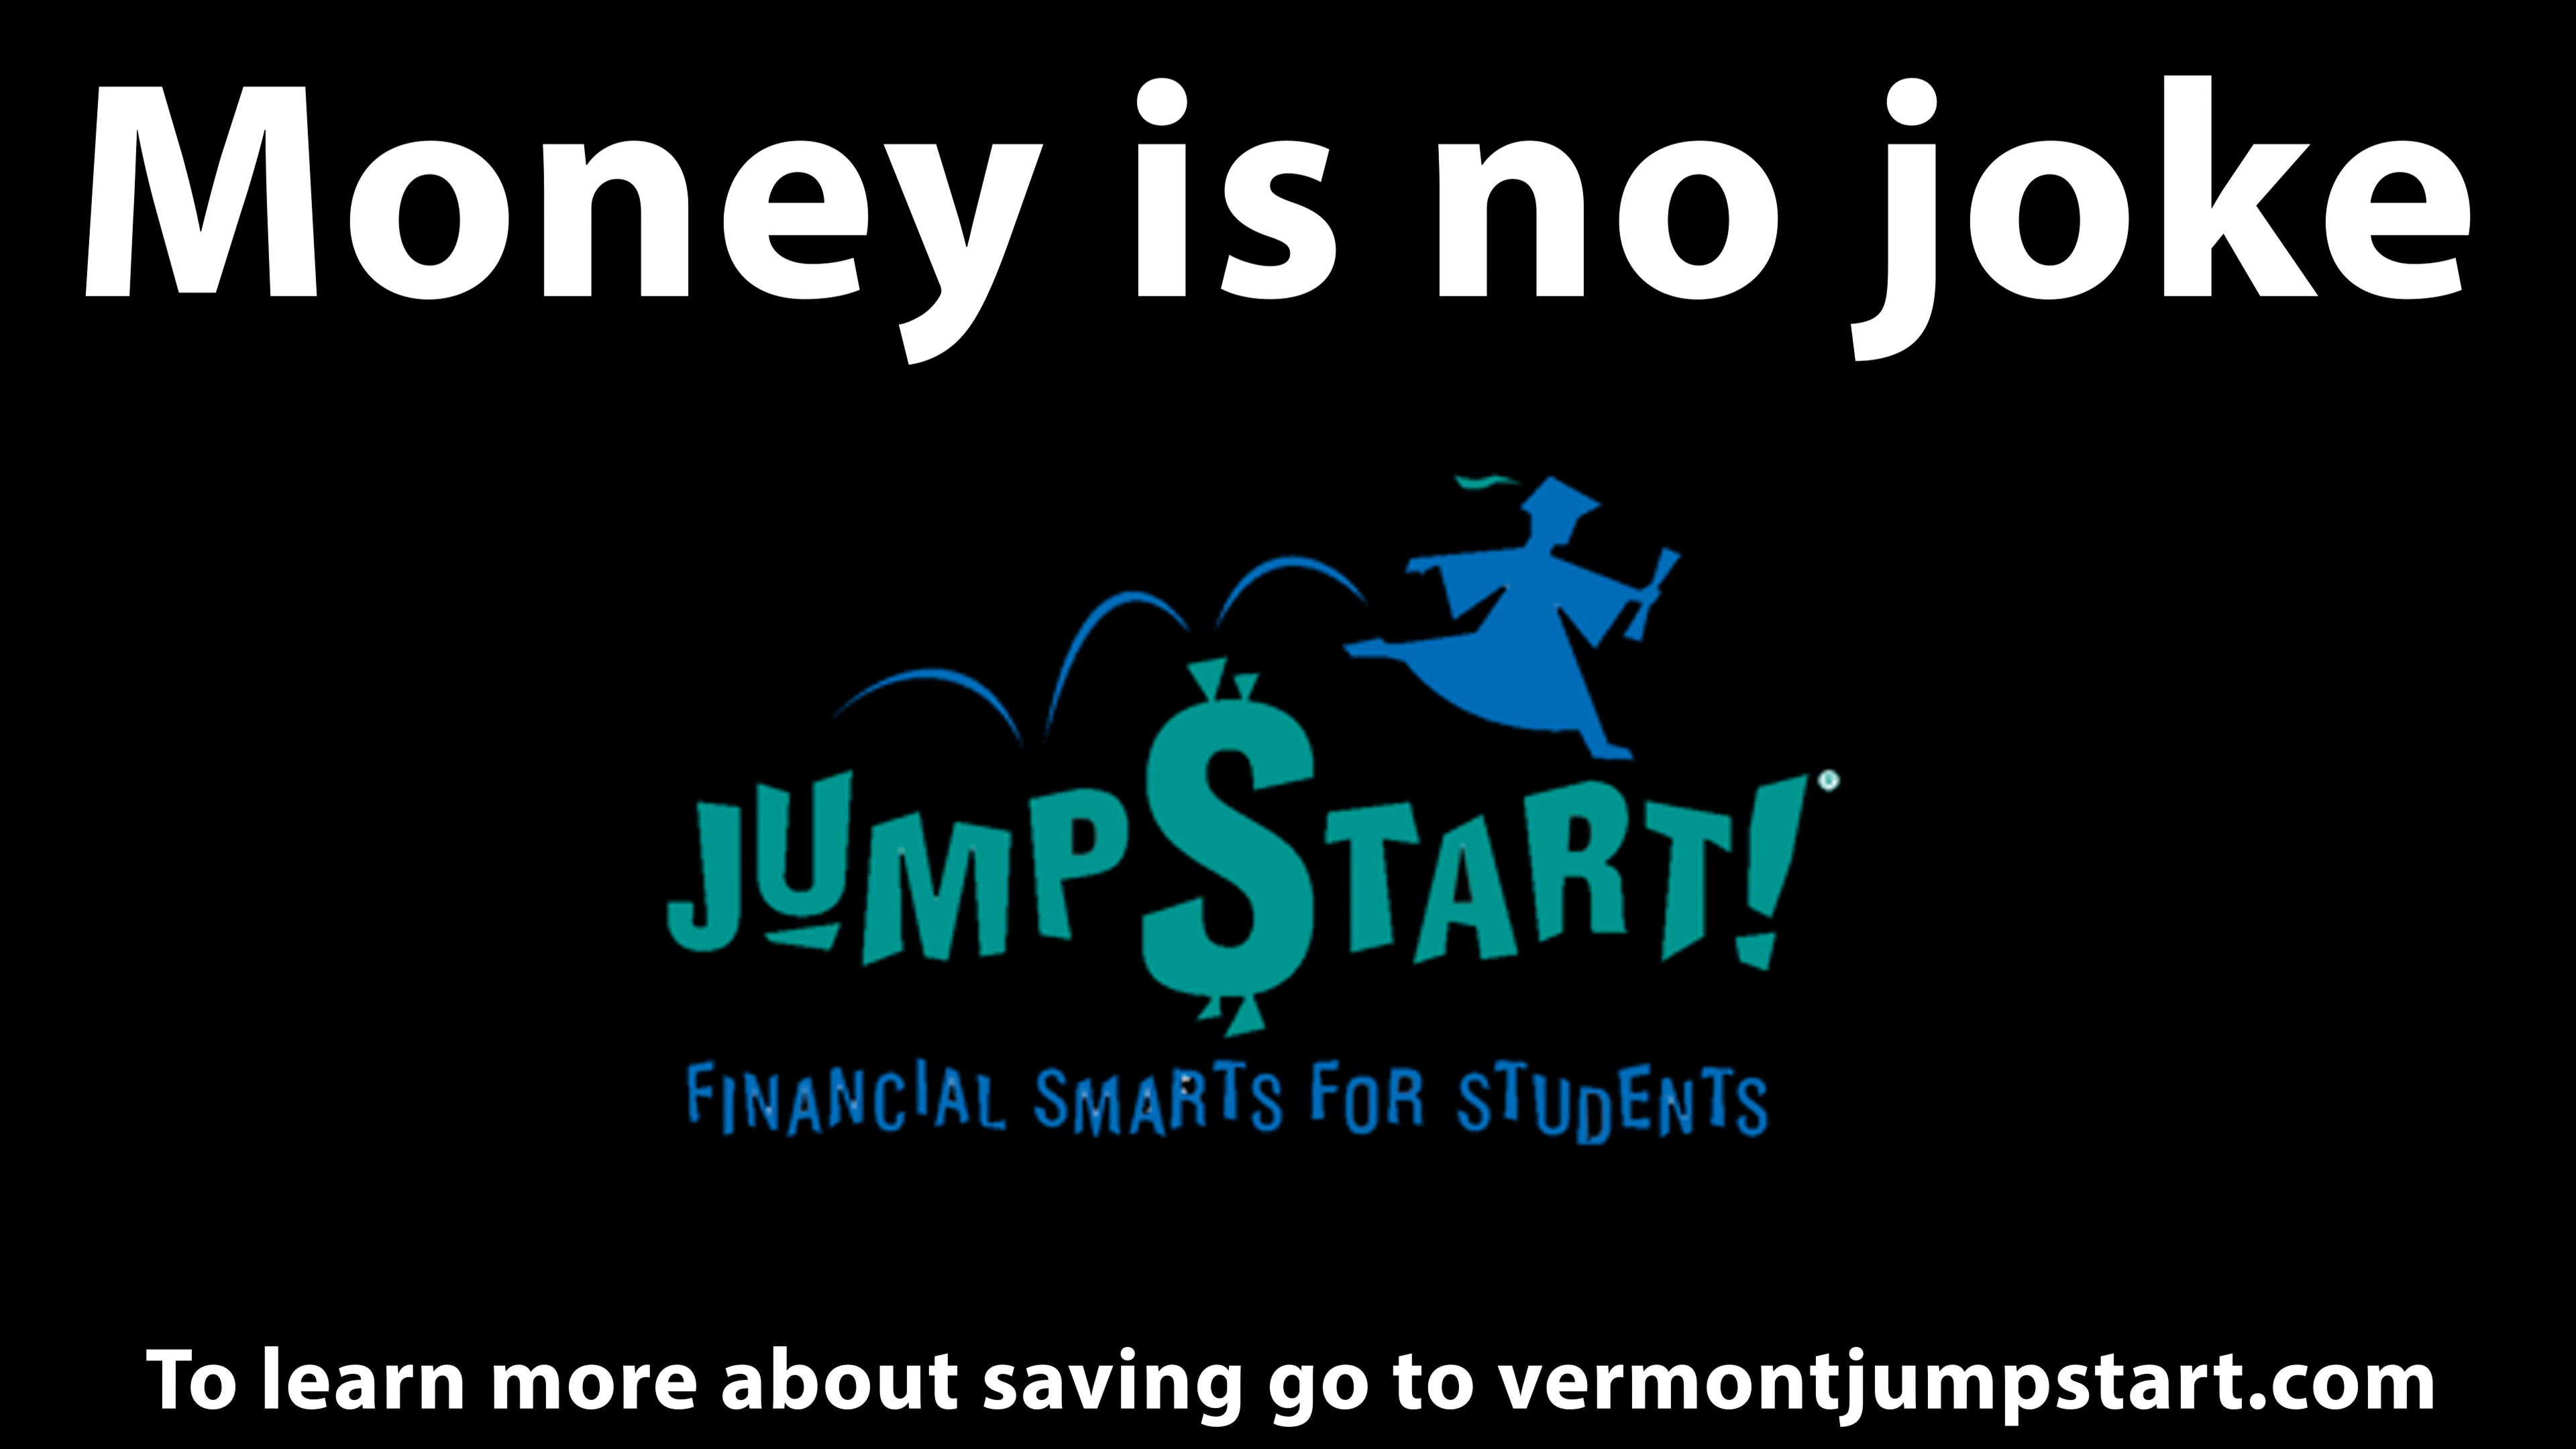 Money is no joke
JUMP$TART!
FINANCIAL SMARTS FOR STUDENTS
To learn more about saving go to vermontjumpstart.com